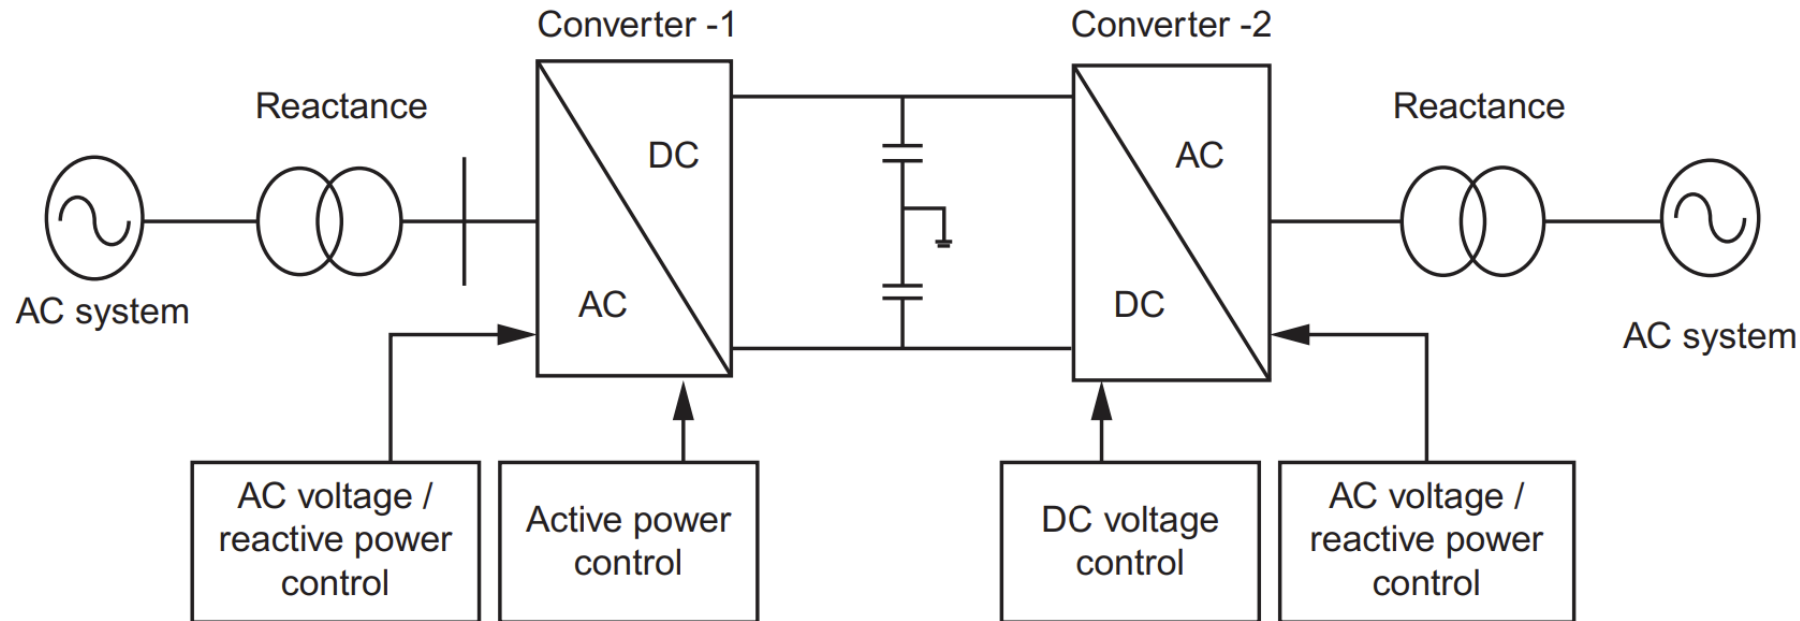 Converter -1
Converter -2
Reactance
Reactance
DC
AC
AC
DC
AC system
AC system
AC voltage /
reactive power
control
Active power
control
DC voltage
control
AC voltage /
reactive power
control